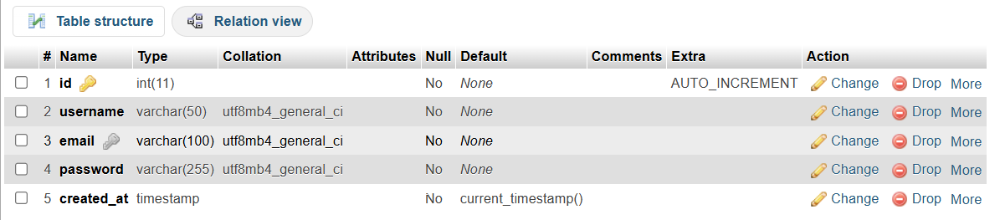 Table structure Relation view
# Name Type Collation Attributes Null Default Comments Extra Action
1 id int(11) No None AUTO_INCREMENT Change Drop More
2 username varchar(50) utf8mb4_general_ci No None Change Drop More
3 email varchar(100) utf8mb4_general_ci No None Change Drop More
4 password varchar(255) utf8mb4_general_ci No None Change Drop More
5 created_at timestamp No current_timestamp() Change Drop More